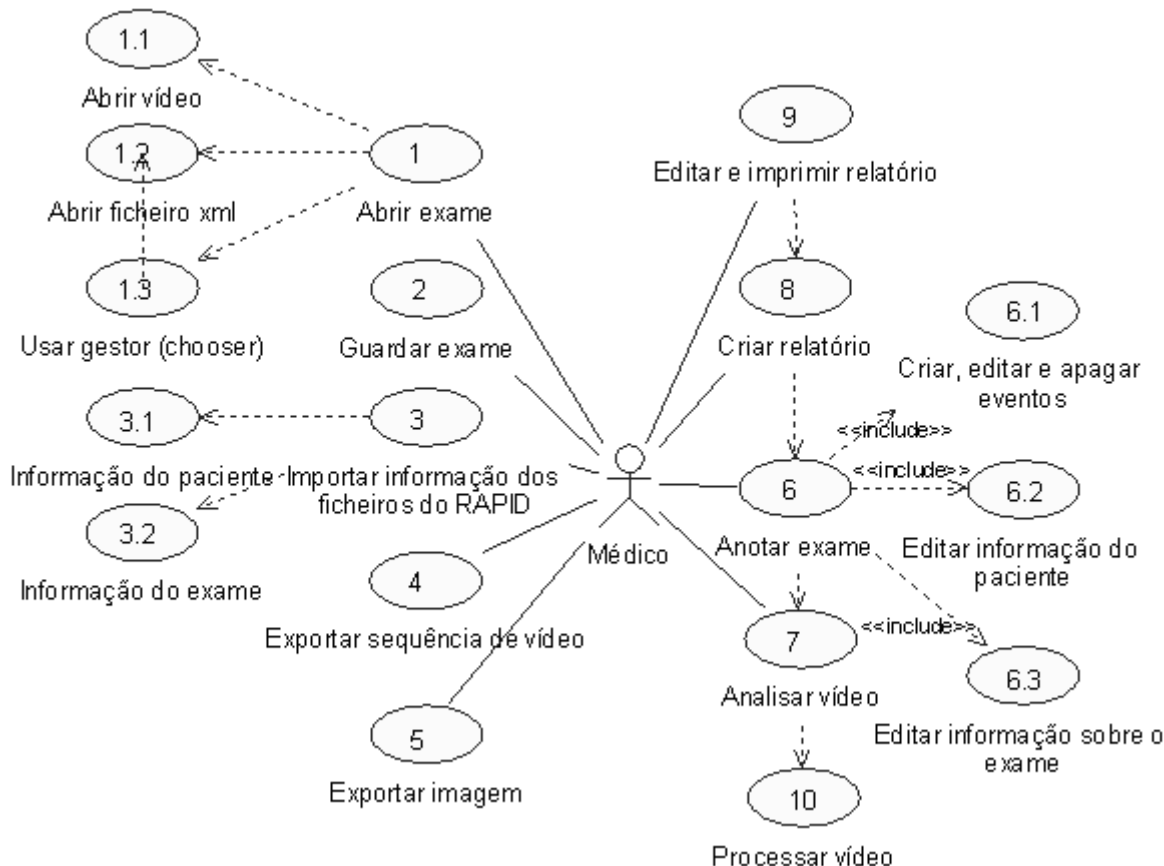 1.1
Abrir vídeo
1.2
Abrir ficheiro xml
1.3
Usar gestor (chooser)
1
Abrir exame
2
Guardar exame
3.1
Informação do paciente
3
Importar informação dos
ficheiros do RAPID
3.2
Informação do exame
4
Exportar sequência de vídeo
5
Exportar imagem
Médico
9
Editar e imprimir relatório
8
Criar relatório
6.1
Criar, editar e apagar
eventos
<<include>>
<<include>>
6
Anotar exame
6.2
Editar informação do
paciente
<<include>>
7
Analisar vídeo
6.3
Editar informação sobre o
exame
10
Processar vídeo